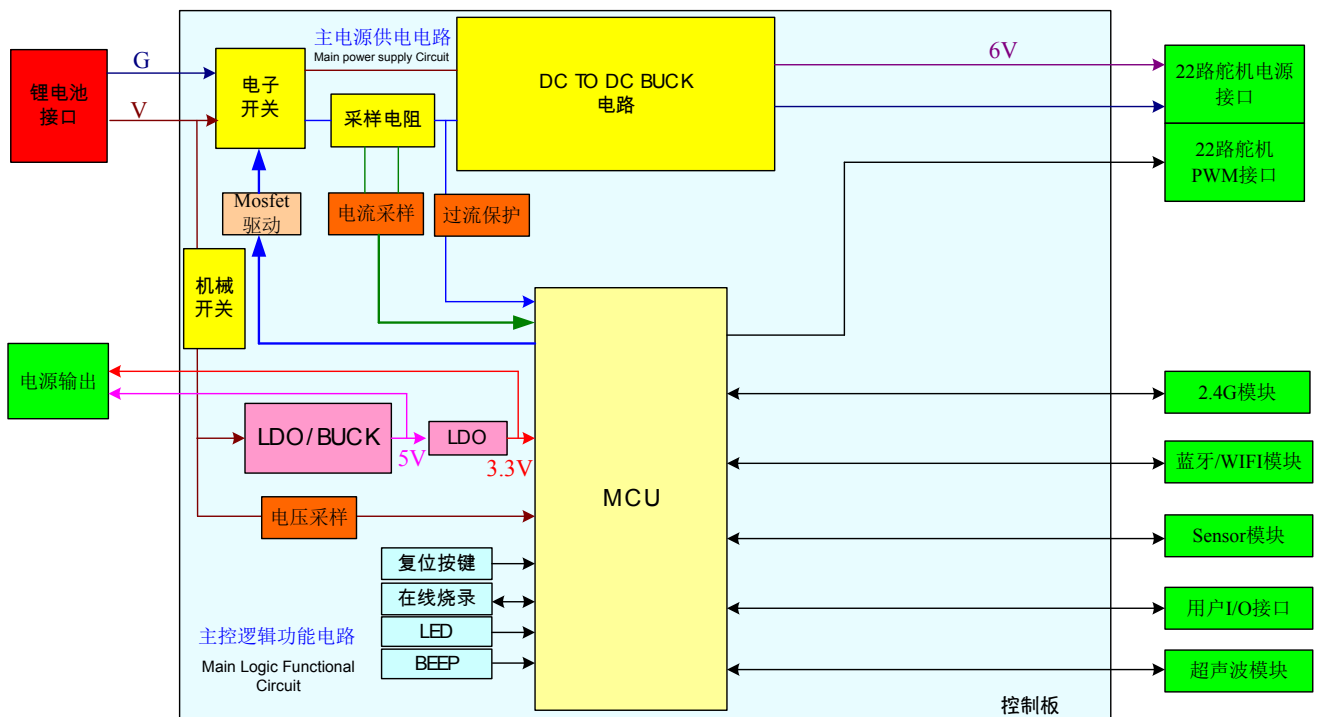 主电源供电电路
Main power supply Circuit
锂电池
接口
G
V
电子
开关
采样电阻
DC TO DC BUCK
电路
6V
22路舵机电源
接口
22路舵机
PWM接口
Mosfet
驱动
电流采样
过流保护
机械
开关
电源输出
LDO/BUCK
5V
LDO
3.3V
电压采样
MCU
复位按键
在线烧录
LED
BEEP
2.4G模块
蓝牙/WIFI模块
Sensor模块
用户I/O接口
超声波模块
主控逻辑功能电路
Main Logic Functional
Circuit
控制板